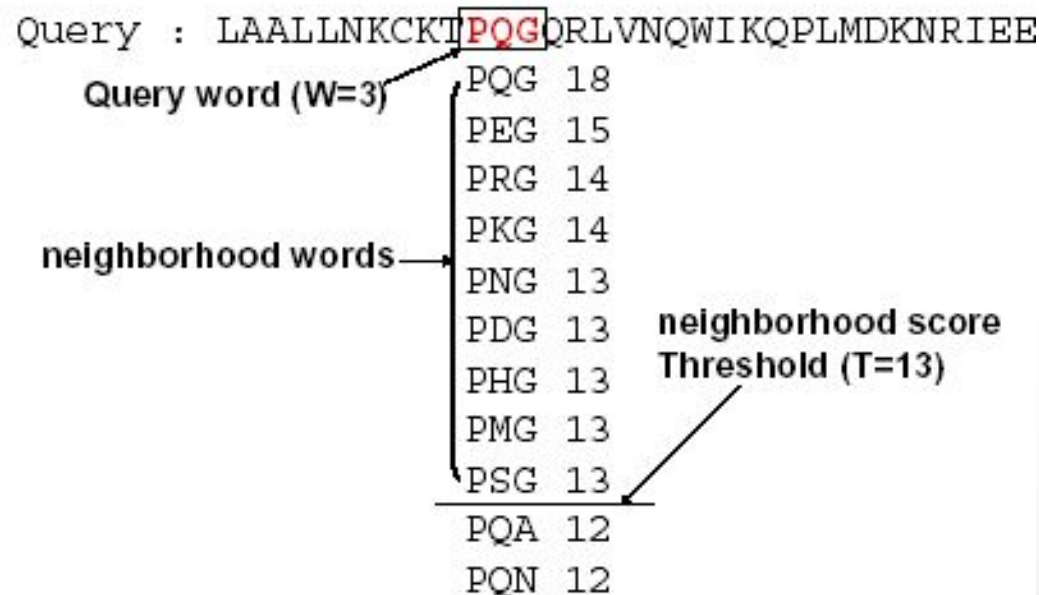 Query : LAALLNKCKTPQGQRLVNQWIKQPLMDKNRIEE
Query word (W=3)
PQG 18
PEG 15
PRG 14
PKG 14
neighborhood words
PNG 13
PDG 13
PHG 13
PMG 13
PSG 13
neighborhood score
Threshold (T=13)
PQA 12
PQN 12